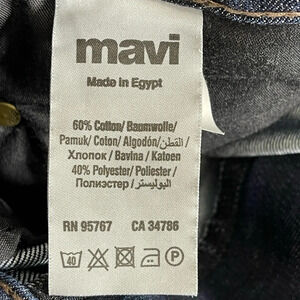 mavi
Made in Egypt
60% Cotton/ Baumwolle/
Pamuk/ Coton/ Algodón/القطن/
Хлопок / Bavina / Katoen
40% Polyester/ Poliester/
Полиэстер/ البوليستر/
RN 95767 CA 34786
40